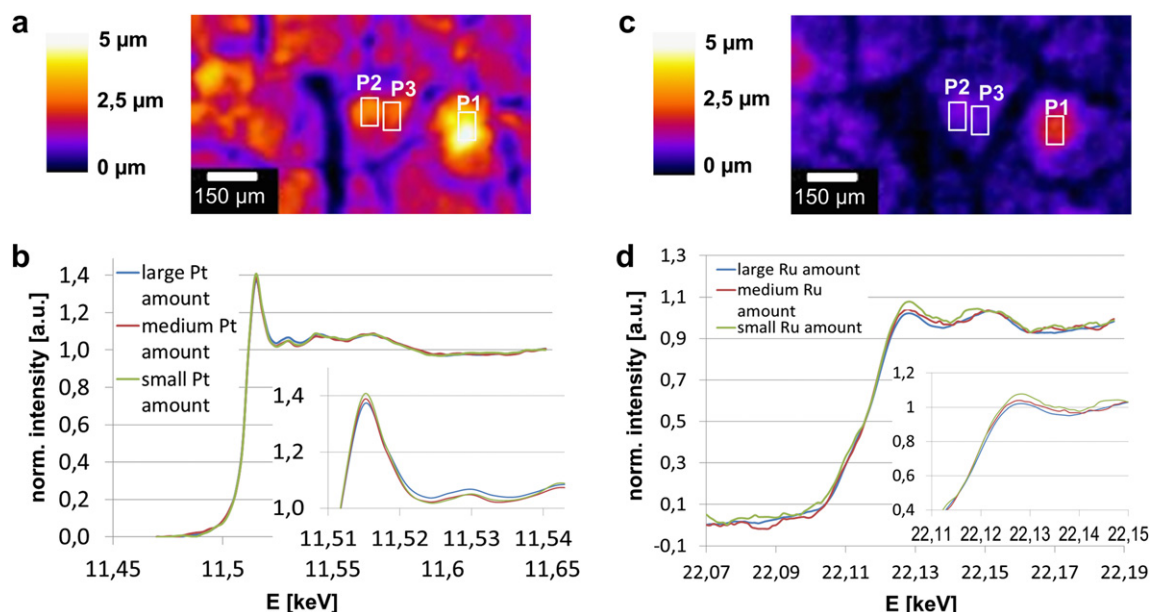 a
5 µm
2,5 µm
0 µm
P2
P3
P1
150 µm
c
5 µm
2,5 µm
0 µm
P2
P3
P1
150 µm
b
norm. intensity [a.u.]
1,4
1,2
1,0
0,8
0,6
0,4
0,2
0,0
large Pt
amount
medium Pt
amount
small Pt
amount
1,4
1,2
1,0
11,51 11,52 11,53 11,54
11,45 11,5 11,55 11,6 11,65
E [keV]
d
norm. intensity [a.u.]
1,3
1,1
0,9
0,7
0,5
0,3
0,1
-0,1
large Ru amount
medium Ru
amount
small Ru amount
1,2
1
0,8
0,6
0,4
22,11 22,12 22,13 22,14 22,15
22,07 22,09 22,11 22,13 22,15 22,17 22,19
E [keV]